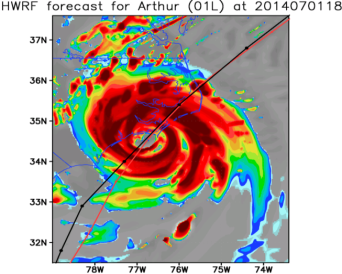 HWRF forecast for Arthur (01L) at 2014070118
37N
36N
35N
34N
33N
32N
78W 77W 76W 75W 74W